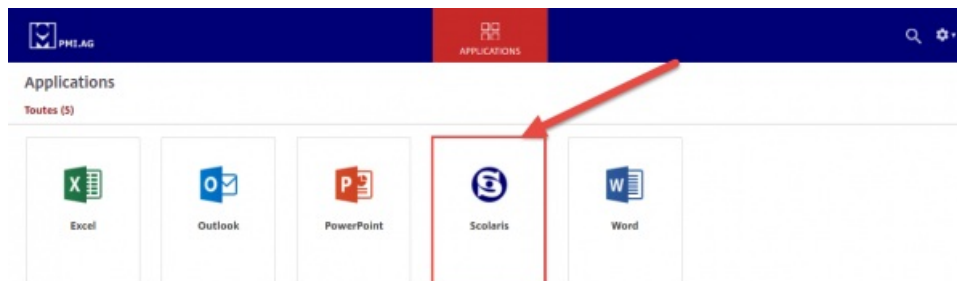 PMI.AG
APPLICATIONS
Applications
Toutes (5)
Excel
Outlook
PowerPoint
Scolaris
Word